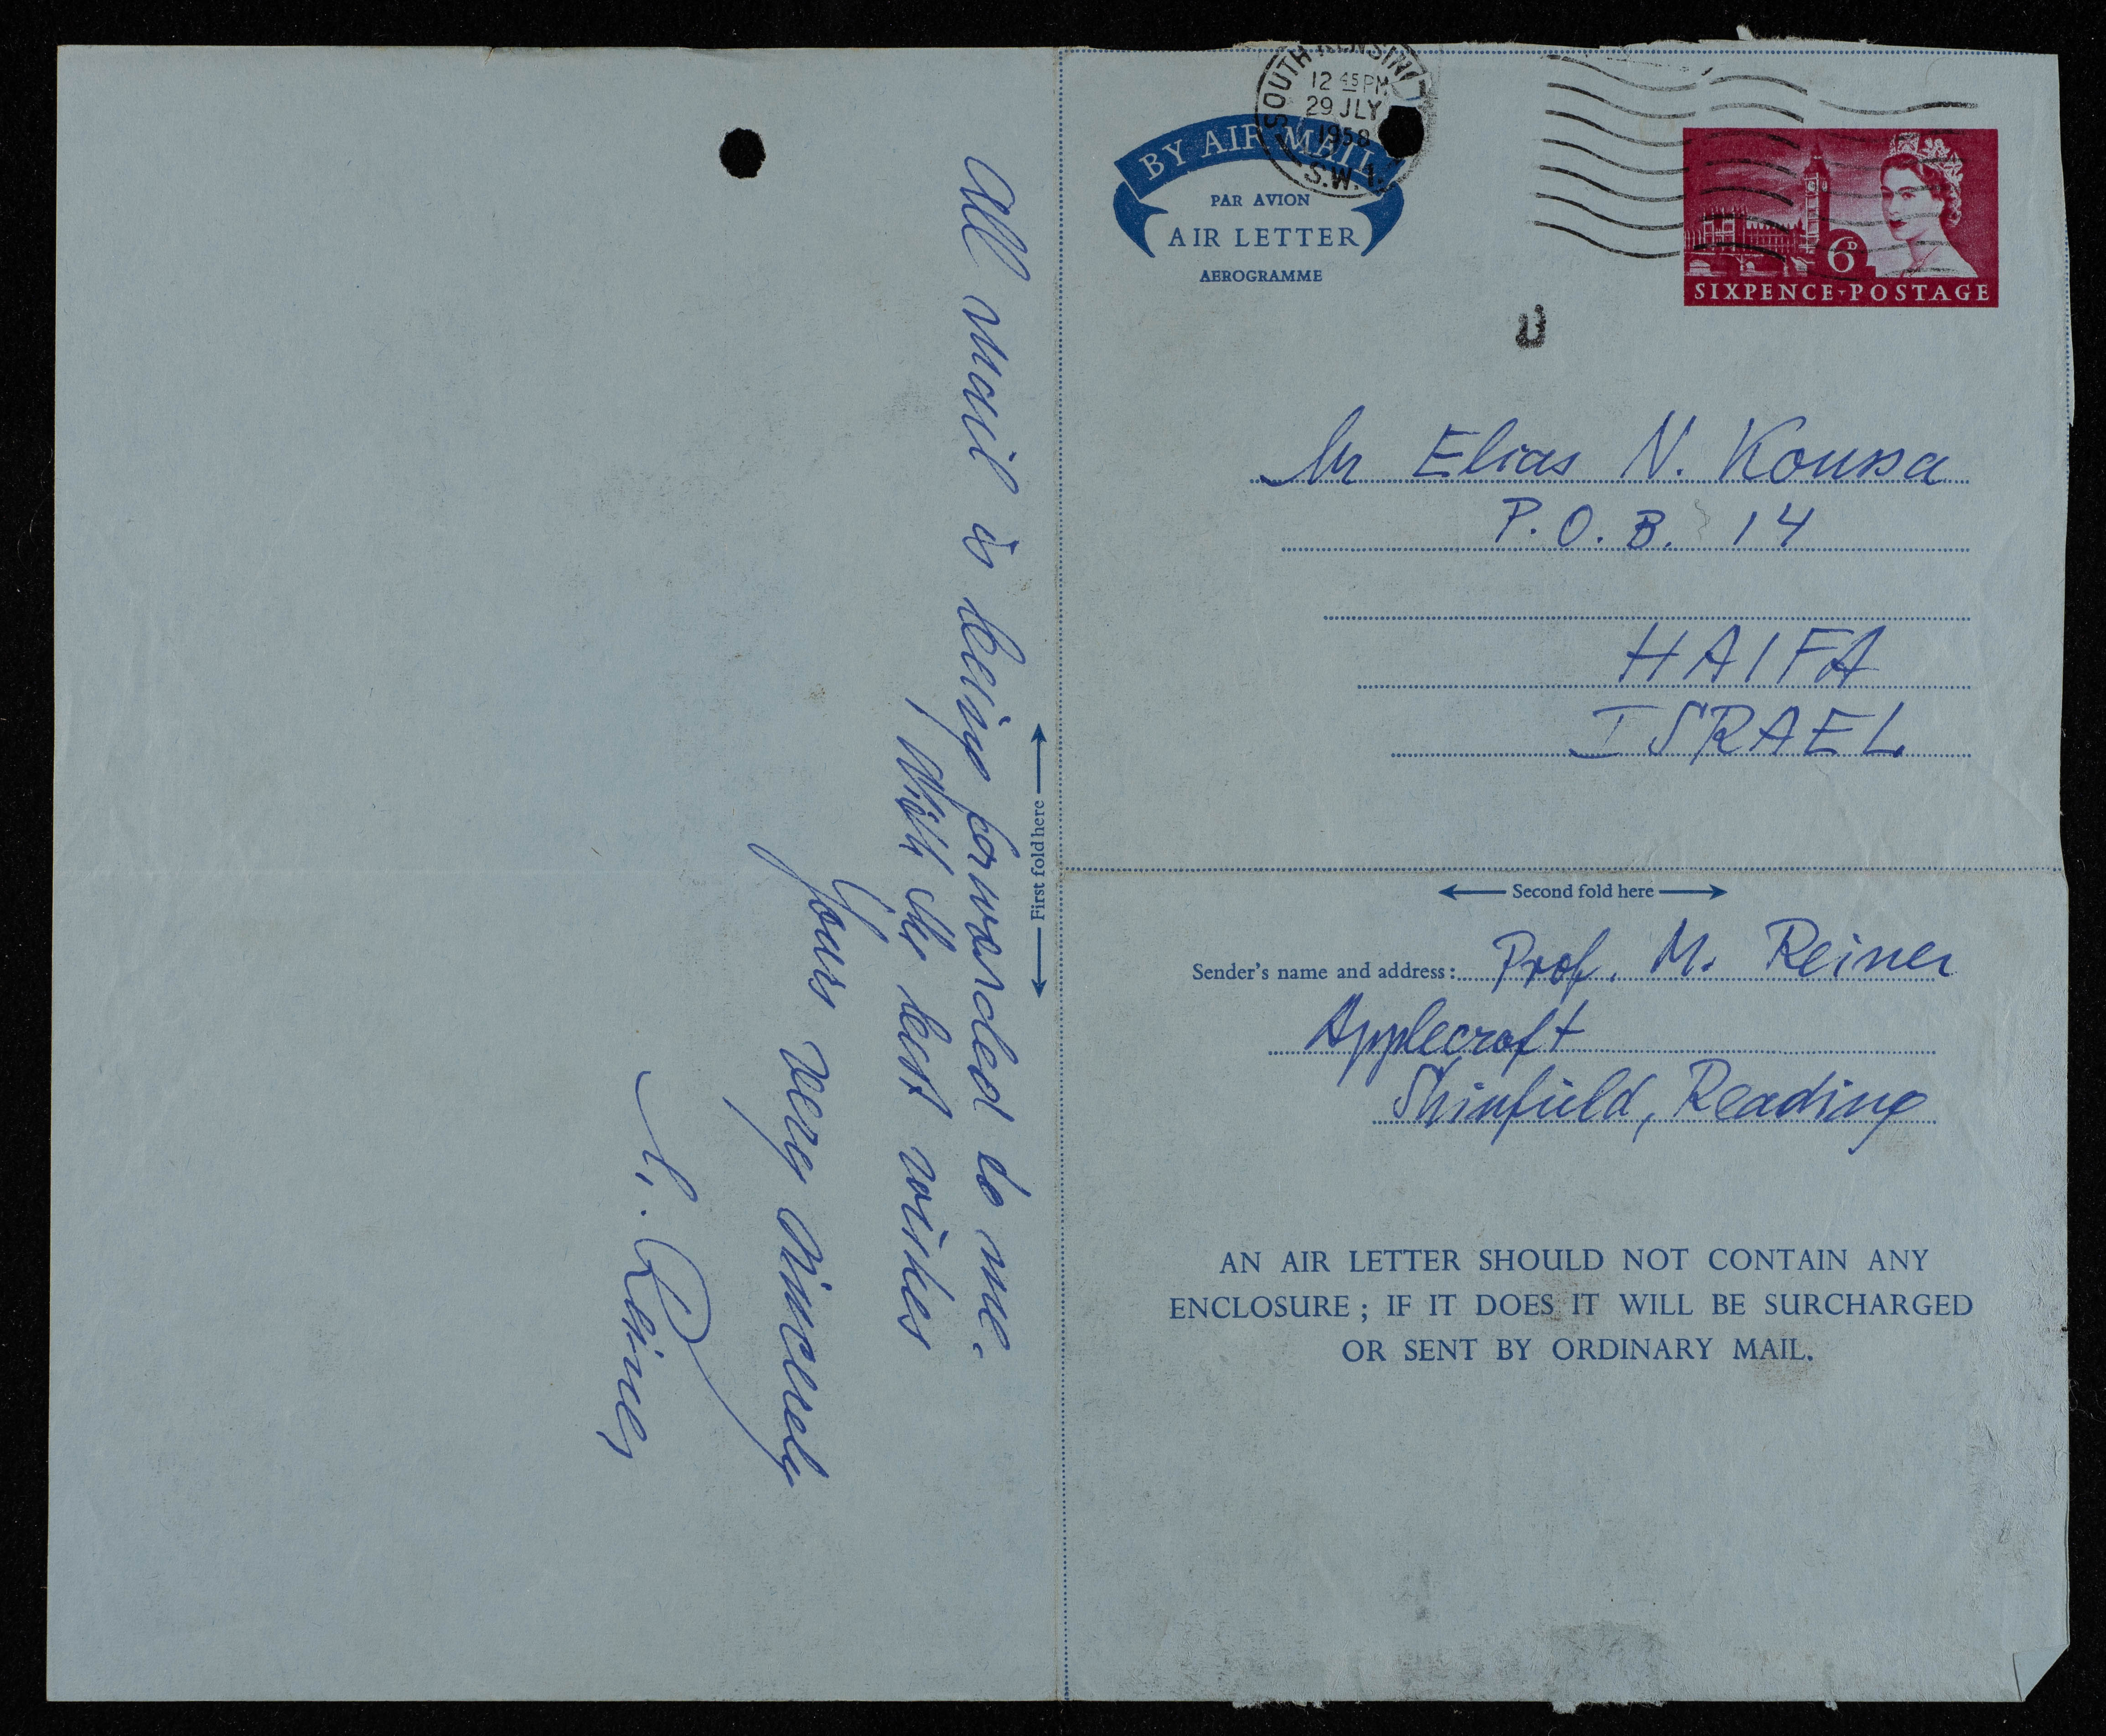 All mail is being forwarded to me.
With the best wishes
Yours very sincerely
M. Reiner
SOUTH KENSING
12 45 PM
29 JLY
1958
S.W.1.
BY AIR MAIL
PAR AVION
AIR LETTER
AEROGRAMME
6D
SIXPENCE·POSTAGE
Mr Elias N. Koussa
P.O.B. 14
HAIFA
ISRAEL
First fold here
Second fold here
Sender's name and address: Prof. M. Reiner
Applecroft
Shinfield, Reading
AN AIR LETTER SHOULD NOT CONTAIN ANY
ENCLOSURE ; IF IT DOES IT WILL BE SURCHARGED
OR SENT BY ORDINARY MAIL.